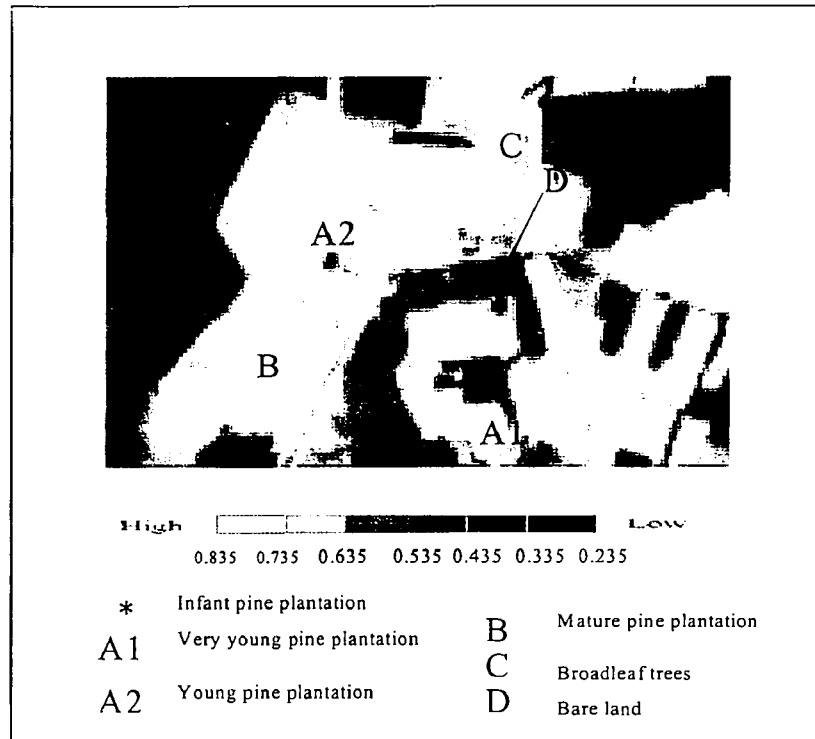 C
D
A2
B
A1
High Low
0.835 0.735 0.635 0.535 0.435 0.335 0.235
* Infant pine plantation
A1 Very young pine plantation
A2 Young pine plantation
B Mature pine plantation
C Broadleaf trees
D Bare land